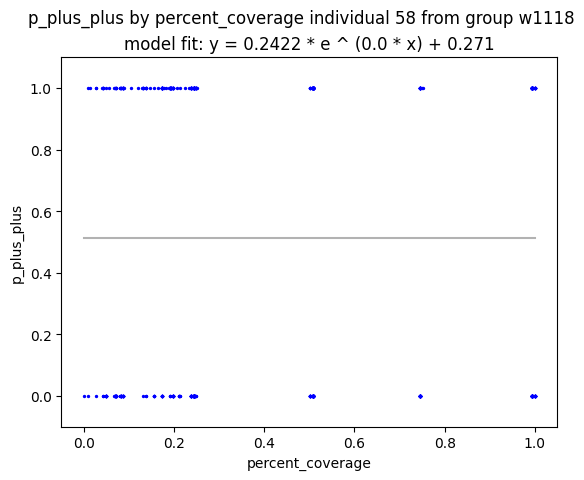 p_plus_plus by percent_coverage individual 58 from group w1118
model fit: y = 0.2422 * e ^ (0.0 * x) + 0.271
1.0
0.8
0.6
0.4
0.2
0.0
p_plus_plus
0.0 0.2 0.4 0.6 0.8 1.0
percent_coverage